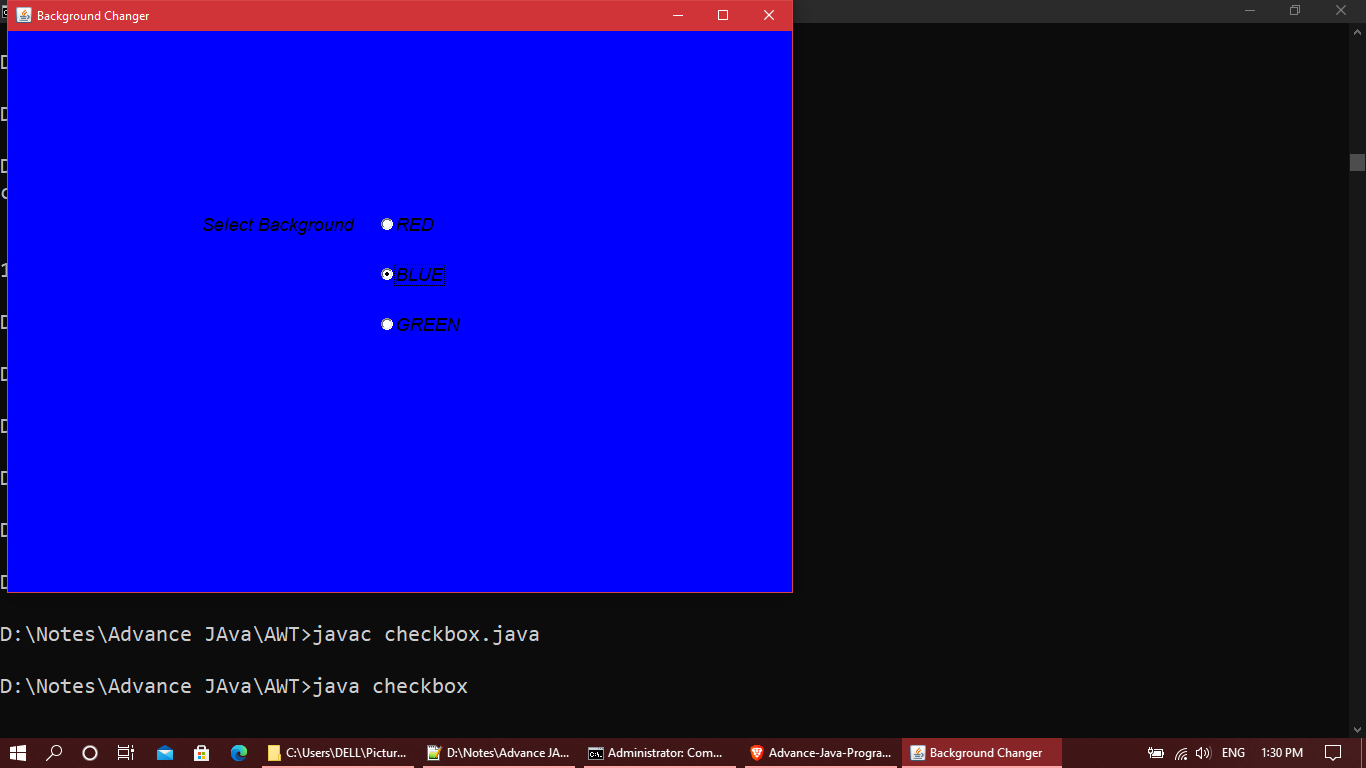 Background Changer
Select Background
RED
BLUE
GREEN
D:\Notes\Advance JAva\AWT>javac checkbox.java
D:\Notes\Advance JAva\AWT>java checkbox
C:\Users\DELL\Pictur...
D:\Notes\Advance JA...
Administrator: Com...
Advance-Java-Progra...
Background Changer
ENG
1:30 PM